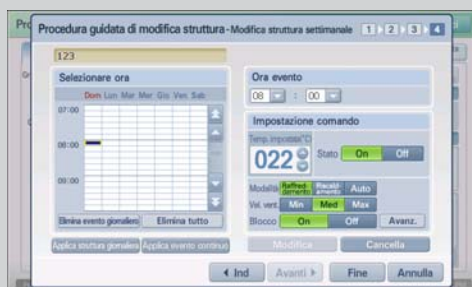 Procedura guidata di modifica struttura-Modifica struttura settimanale 1 2 3 4
123
Selezionare ora
Dom Lun Mar Mer Gio Ven Sab
07:00
08:00
09:00
Elimina evento giornaliero Elimina tutto
Applica struttura giornaliera Applica evento continuo
Ora evento
08 : 00
Impostazione comando
Temp. impostata(°C)
022 Stato On Off
Modalità Raffred-damento Riscald-amento Auto
Vel. vent. Min Med Max
Blocco On Off Avanz.
Modifica Cancella
Ind Avanti Fine Annulla